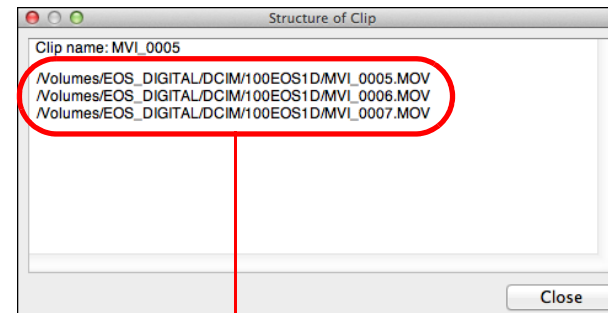 Structure of Clip
Clip name: MVI_0005
/Volumes/EOS_DIGITAL/DCIM/100EOS1D/MVI_0005.MOV
/Volumes/EOS_DIGITAL/DCIM/100EOS1D/MVI_0006.MOV
/Volumes/EOS_DIGITAL/DCIM/100EOS1D/MVI_0007.MOV
Close